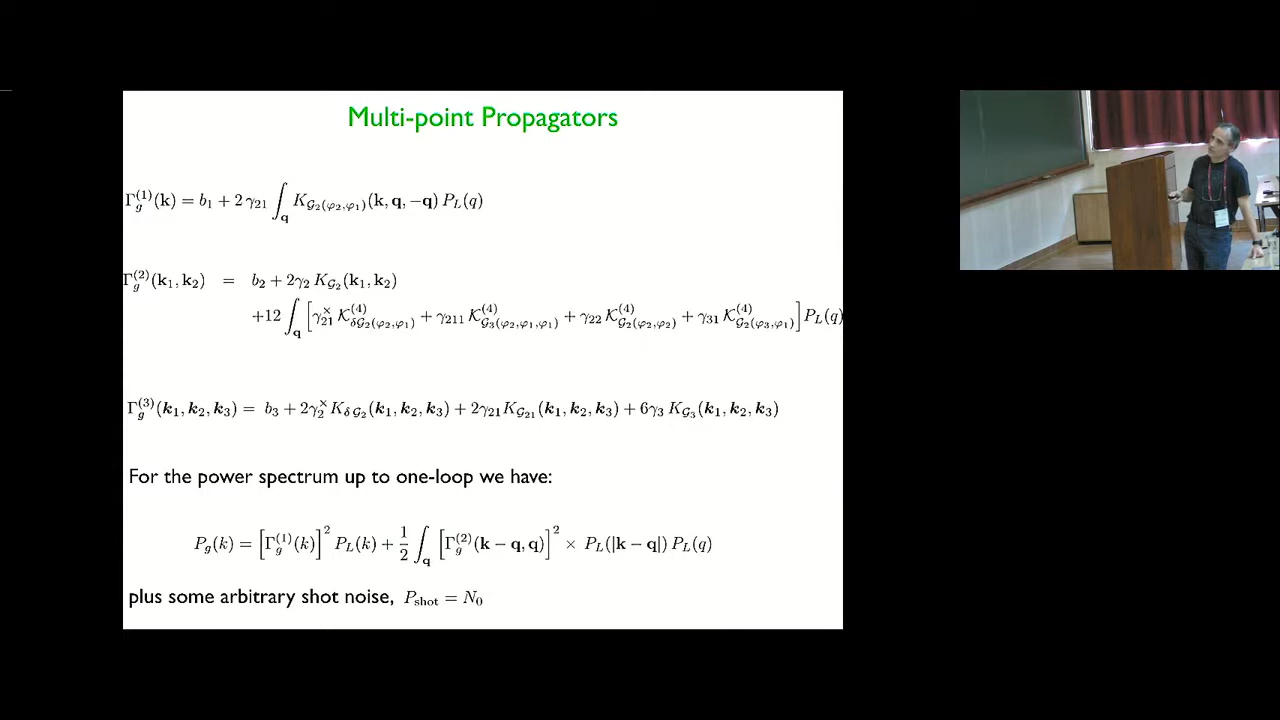 Multi-point Propagators
Γ_g^{(1)}(k) = b_1 + 2 γ_{21} ∫_q K_{𝒢_2(φ_2,φ_1)}(k, q, −q) P_L(q)
Γ_g^{(2)}(k_1, k_2) = b_2 + 2γ_2 K_{𝒢_2}(k_1, k_2)
+12 ∫_q [γ_{21}^× 𝒦^{(4)}_{δ𝒢_2(φ_2,φ_1)} + γ_{211} 𝒦^{(4)}_{𝒢_3(φ_2,φ_1,φ_1)} + γ_{22} 𝒦^{(4)}_{𝒢_2(φ_2,φ_2)} + γ_{31} 𝒦^{(4)}_{𝒢_2(φ_3,φ_1)}] P_L(q)
Γ_g^{(3)}(k_1, k_2, k_3) = b_3 + 2γ_2^× K_{δ 𝒢_2}(k_1, k_2, k_3) + 2γ_{21} K_{𝒢_{21}}(k_1, k_2, k_3) + 6γ_3 K_{𝒢_3}(k_1, k_2, k_3)
For the power spectrum up to one-loop we have:
P_g(k) = [Γ_g^{(1)}(k)]^2 P_L(k) + 1/2 ∫_q [Γ_g^{(2)}(k − q, q)]^2 × P_L(|k − q|) P_L(q)
plus some arbitrary shot noise, P_{shot} = N_0